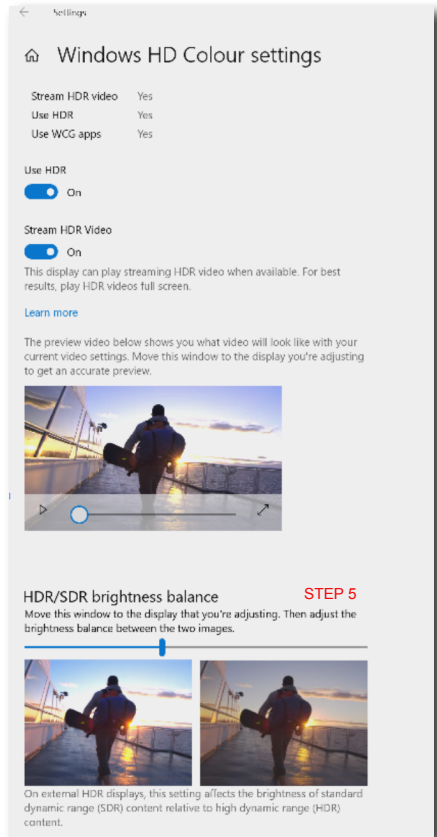 Settings
Windows HD Colour settings
Stream HDR video Yes
Use HDR Yes
Use WCG apps Yes
Use HDR
On
Stream HDR Video
On
This display can play streaming HDR video when available. For best
results, play HDR videos full screen.
Learn more
The preview video below shows you what video will look like with your
current video settings. Move this window to the display you're adjusting
to get an accurate preview.
HDR/SDR brightness balance STEP 5
Move this window to the display that you're adjusting. Then adjust the
brightness balance between the two images.
On external HDR displays, this setting affects the brightness of standard
dynamic range (SDR) content relative to high dynamic range (HDR)
content.